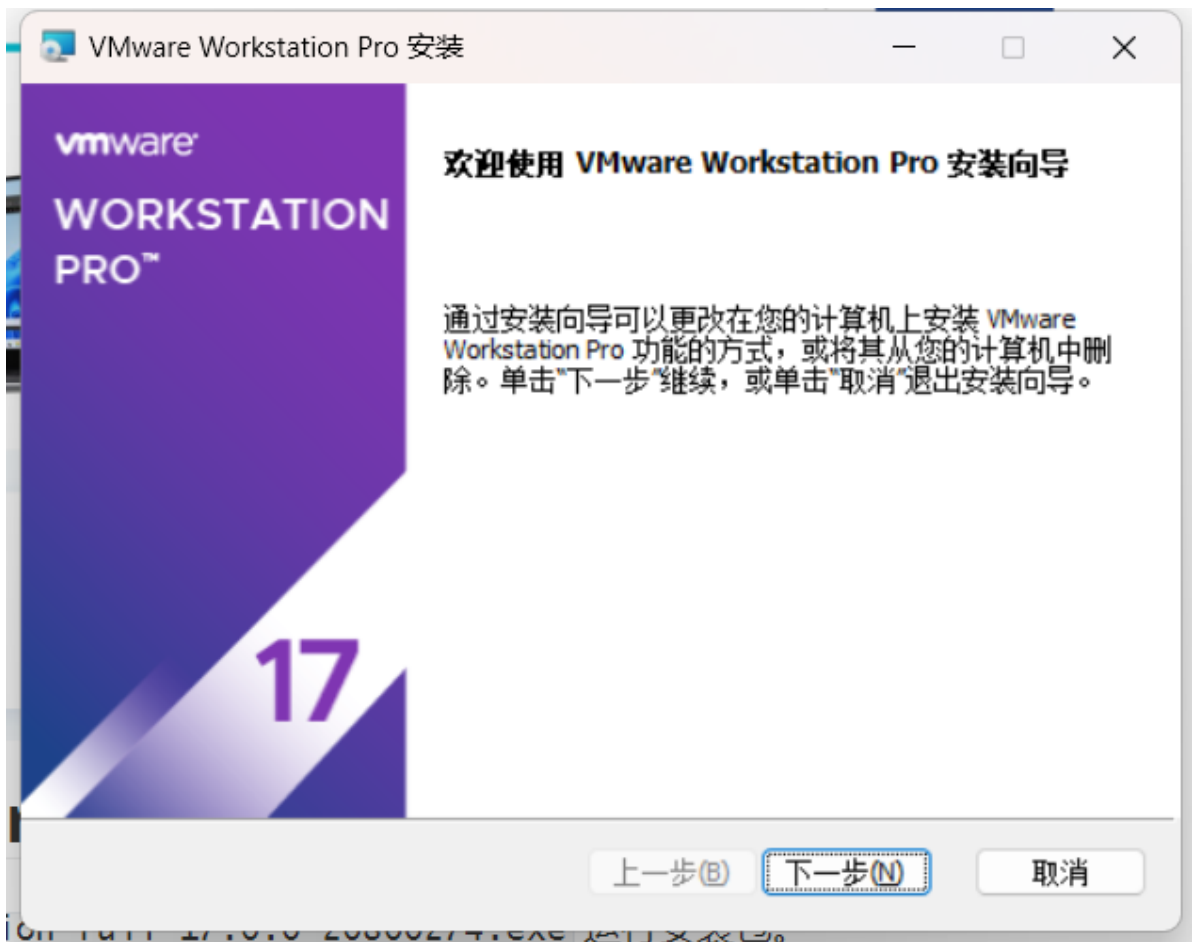 VMware Workstation Pro 安装
vmware
WORKSTATION
PRO™
17
欢迎使用 VMware Workstation Pro 安装向导
通过安装向导可以更改在您的计算机上安装 VMware
Workstation Pro 功能的方式，或将其从您的计算机中删
除。单击"下一步"继续，或单击"取消"退出安装向导。
上一步(B)
下一步(N)
取消